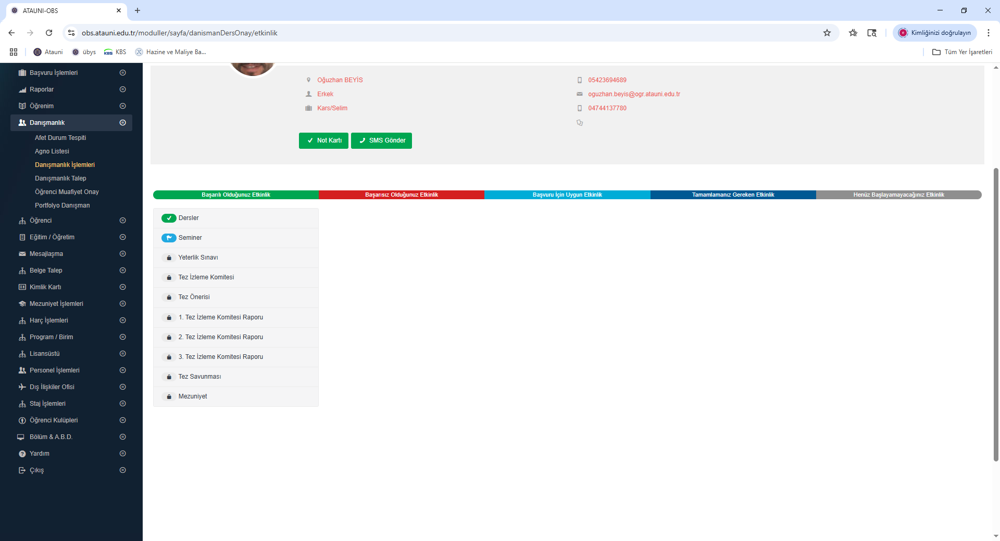 ATAUNI-OBS
obs.atauni.edu.tr/moduller/sayfa/danismanDersOnay/etkinlik
Kimliğinizi doğrulayın
Atauni
übys
KBS KBS
Hazine ve Maliye Ba...
Tüm Yer İşaretleri
Başvuru İşlemleri
Raporlar
Öğrenim
Danışmanlık
Afet Durum Tespiti
Agno Listesi
Danışmanlık İşlemleri
Danışmanlık Talep
Öğrenci Muafiyet Onay
Portfolyo Danışman
Öğrenci
Eğitim / Öğretim
Mesajlaşma
Belge Talep
Kimlik Kartı
Mezuniyet İşlemleri
Harç İşlemleri
Program / Birim
Lisansüstü
Personel İşlemleri
Dış İlişkiler Ofisi
Staj İşlemleri
Öğrenci Kulüpleri
Bölüm & A.B.D.
Yardım
Çıkış
Oğuzhan BEYİS
Erkek
Kars/Selim
05423694689
oguzhan.beyis@ogr.atauni.edu.tr
04744137780
Not Kartı
SMS Gönder
Başarılı Olduğunuz Etkinlik
Başarısız Olduğunuz Etkinlik
Başvuru İçin Uygun Etkinlik
Tamamlamanız Gereken Etkinlik
Henüz Başlayamayacağınız Etkinlik
Dersler
Seminer
Yeterlik Sınavı
Tez İzleme Komitesi
Tez Önerisi
1. Tez İzleme Komitesi Raporu
2. Tez İzleme Komitesi Raporu
3. Tez İzleme Komitesi Raporu
Tez Savunması
Mezuniyet